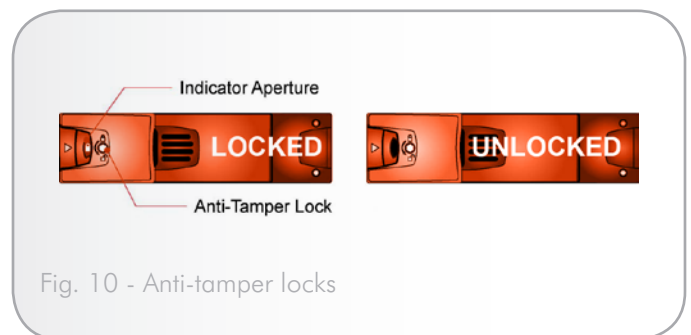 Indicator Aperture
LOCKED
UNLOCKED
Anti-Tamper Lock
Fig. 10 - Anti-tamper locks